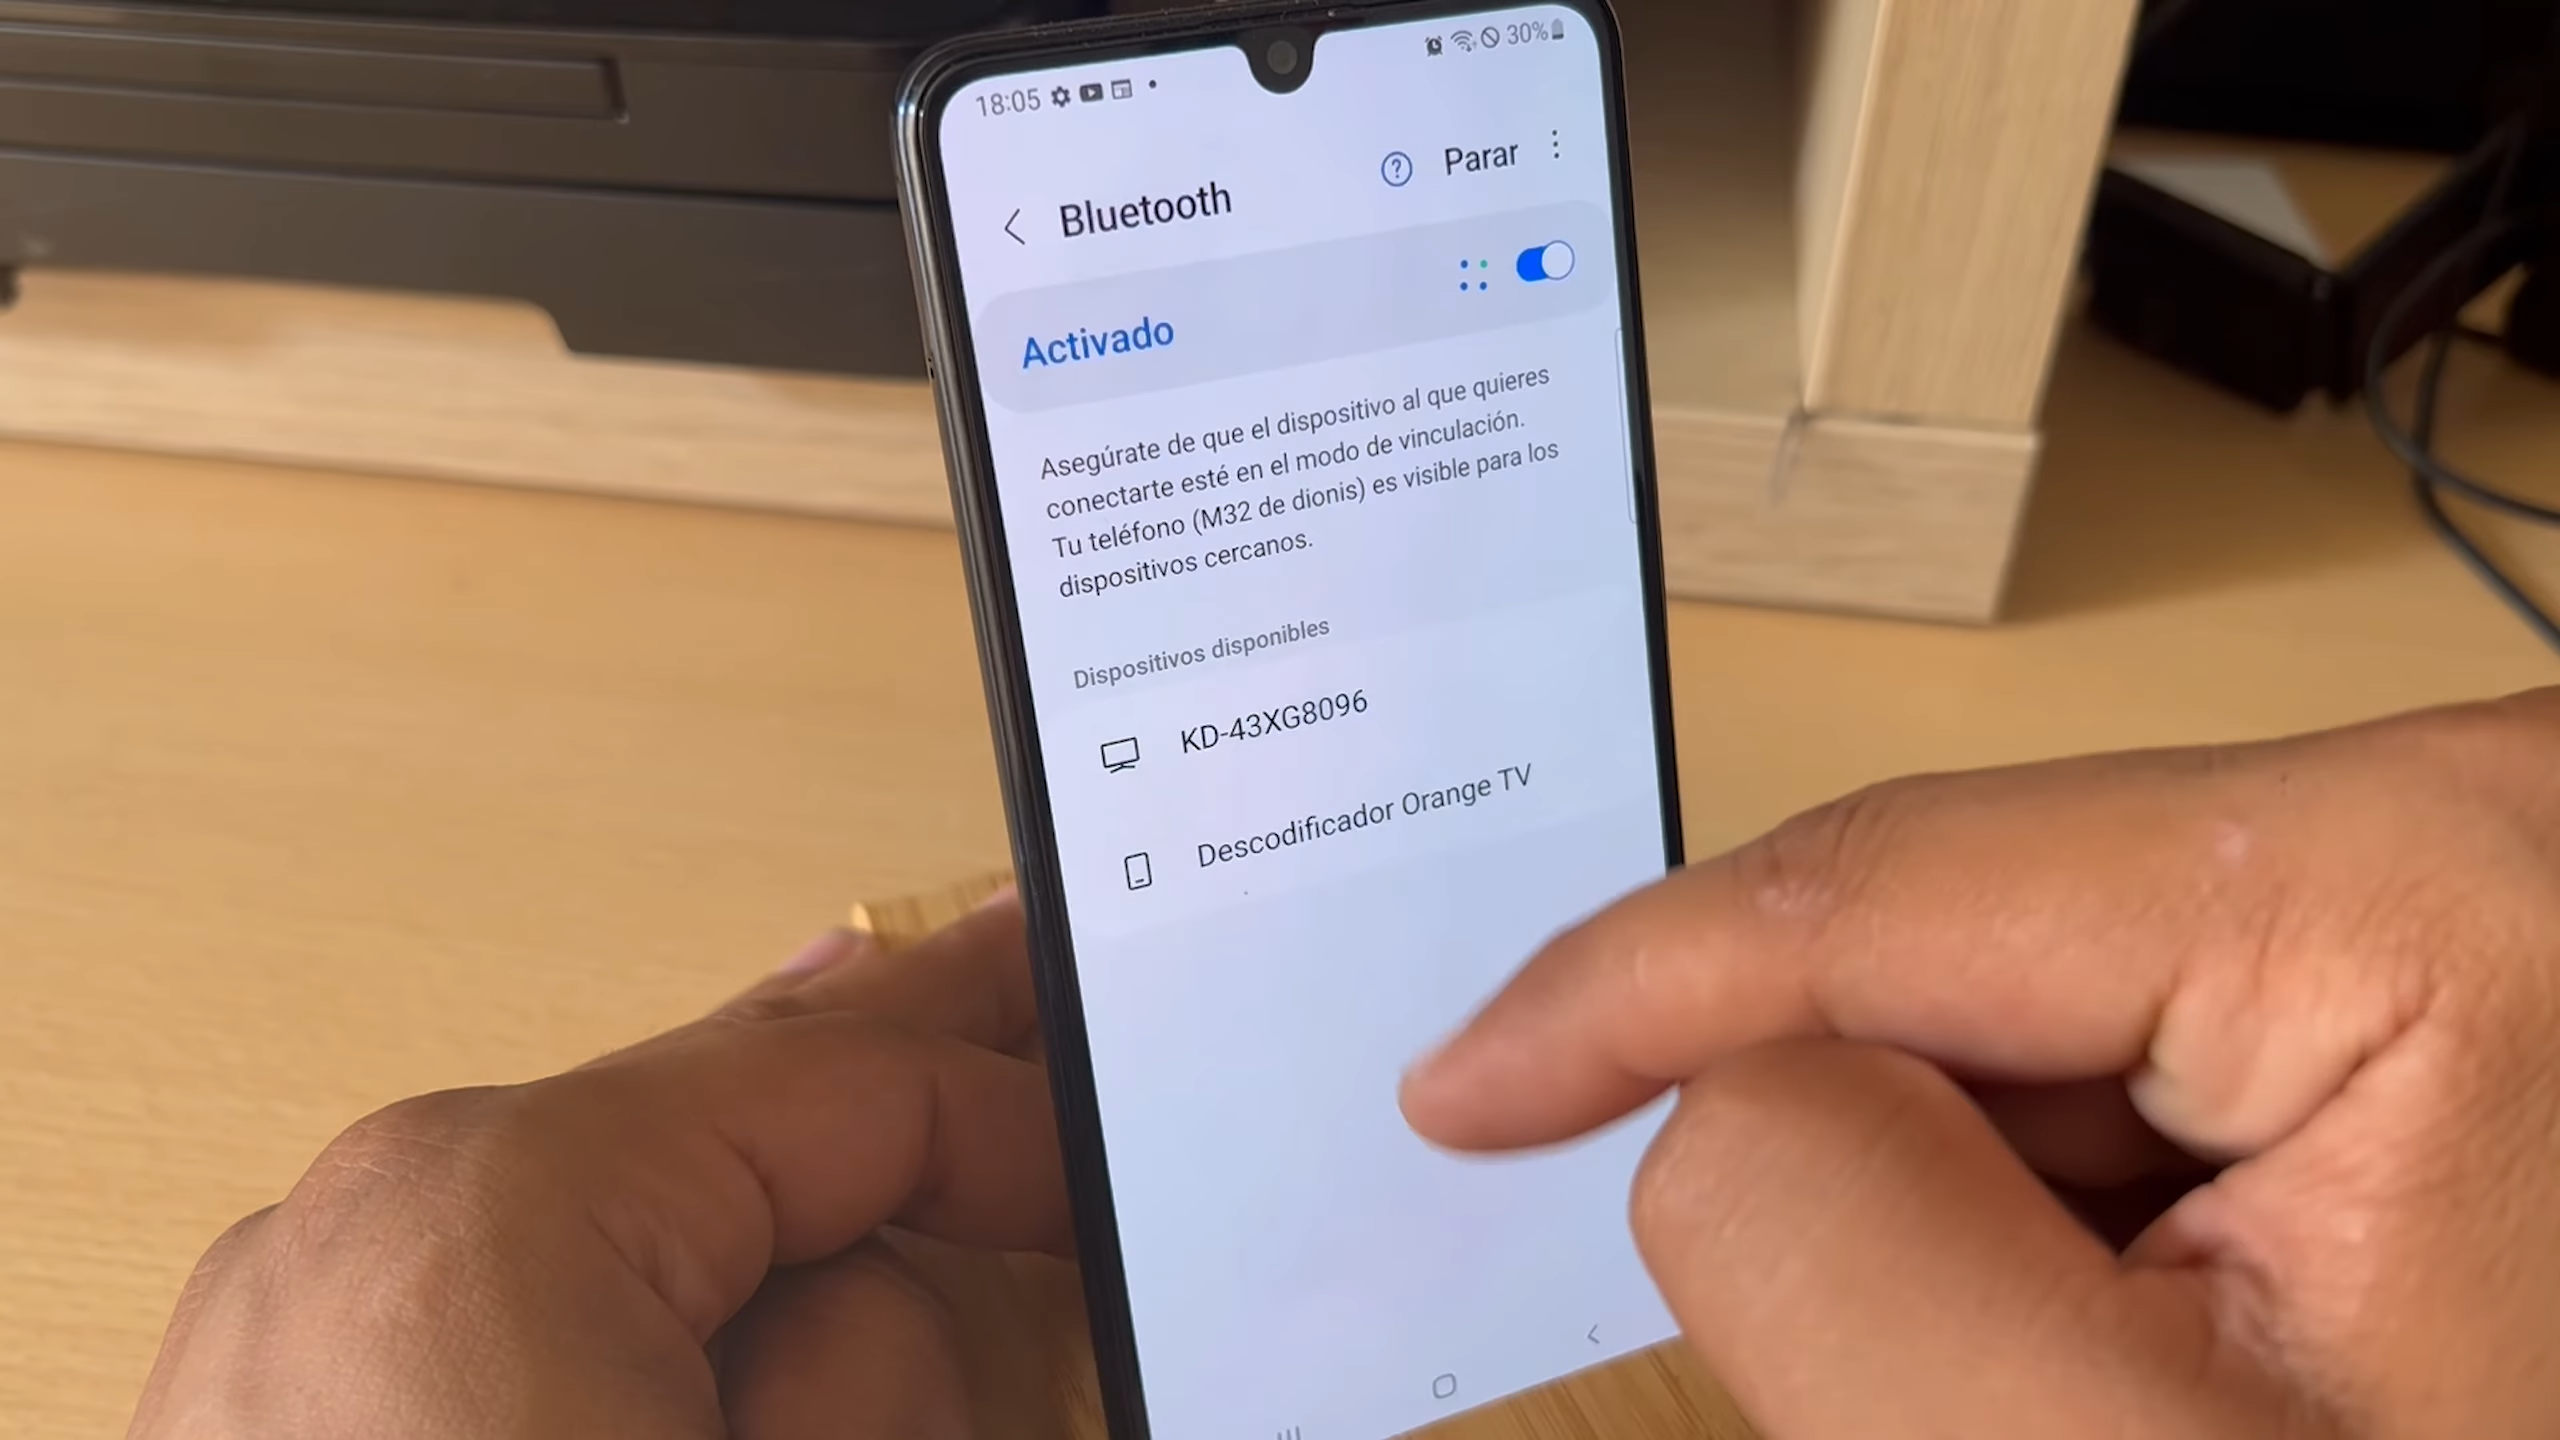 18:05
30%
Bluetooth
Parar
Activado
Asegúrate de que el dispositivo al que quieres
conectarte esté en el modo de vinculación.
Tu teléfono (M32 de dionis) es visible para los
dispositivos cercanos.
Dispositivos disponibles
KD-43XG8096
Descodificador Orange TV